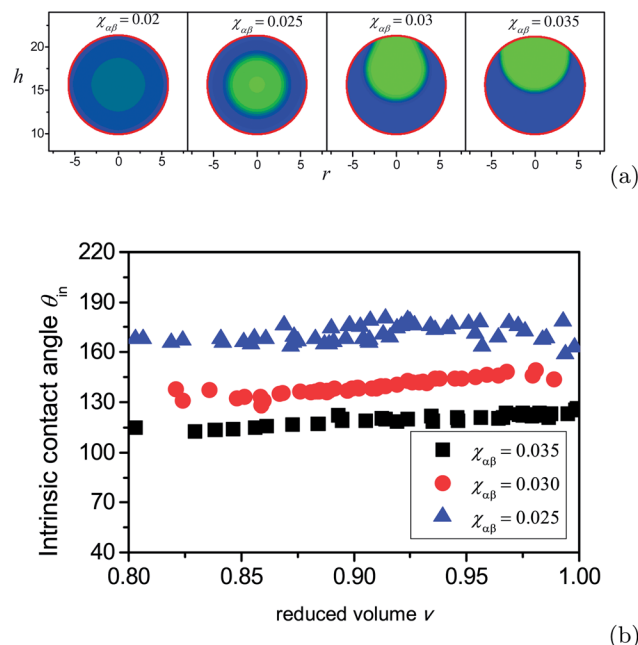 χαβ=0.02 χαβ=0.025 χαβ=0.03 χαβ=0.035
20
h
15
10
-5 0 5 -5 0 5 -5 0 5 -5 0 5
r
(a)
220
190
160
130
100
70
40
Intrinsic contact angle θin
χαβ = 0.035
χαβ = 0.030
χαβ = 0.025
0.80 0.85 0.90 0.95 1.00
reduced volume v
(b)